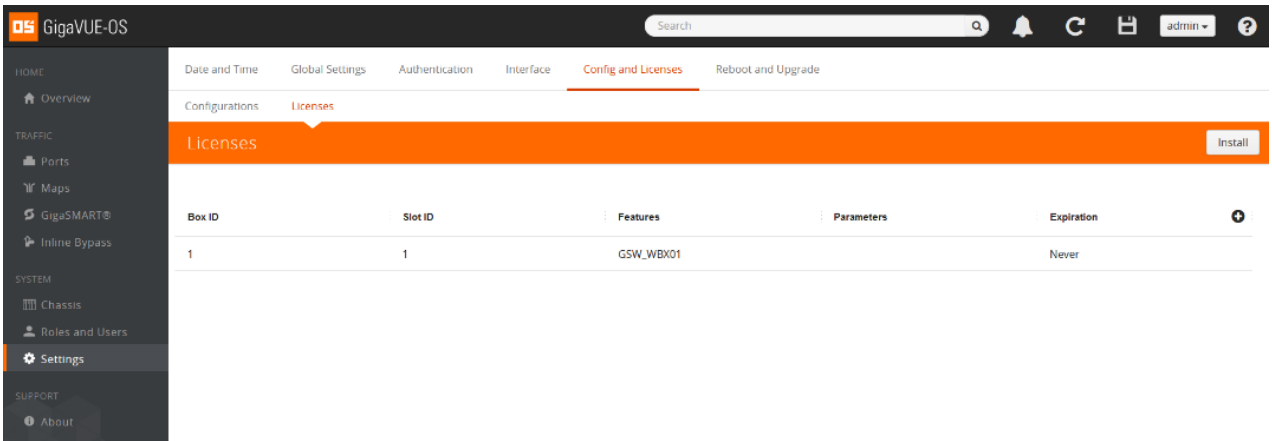 GigaVUE-OS
Search
admin
HOME
Overview
TRAFFIC
Ports
Maps
GigaSMART®
Inline Bypass
SYSTEM
Chassis
Roles and Users
Settings
SUPPORT
About
Date and Time Global Settings Authentication Interface Config and Licenses Reboot and Upgrade
Configurations Licenses
Licenses Install
Box ID Slot ID Features Parameters Expiration
1 1 GSW_WBX01 Never